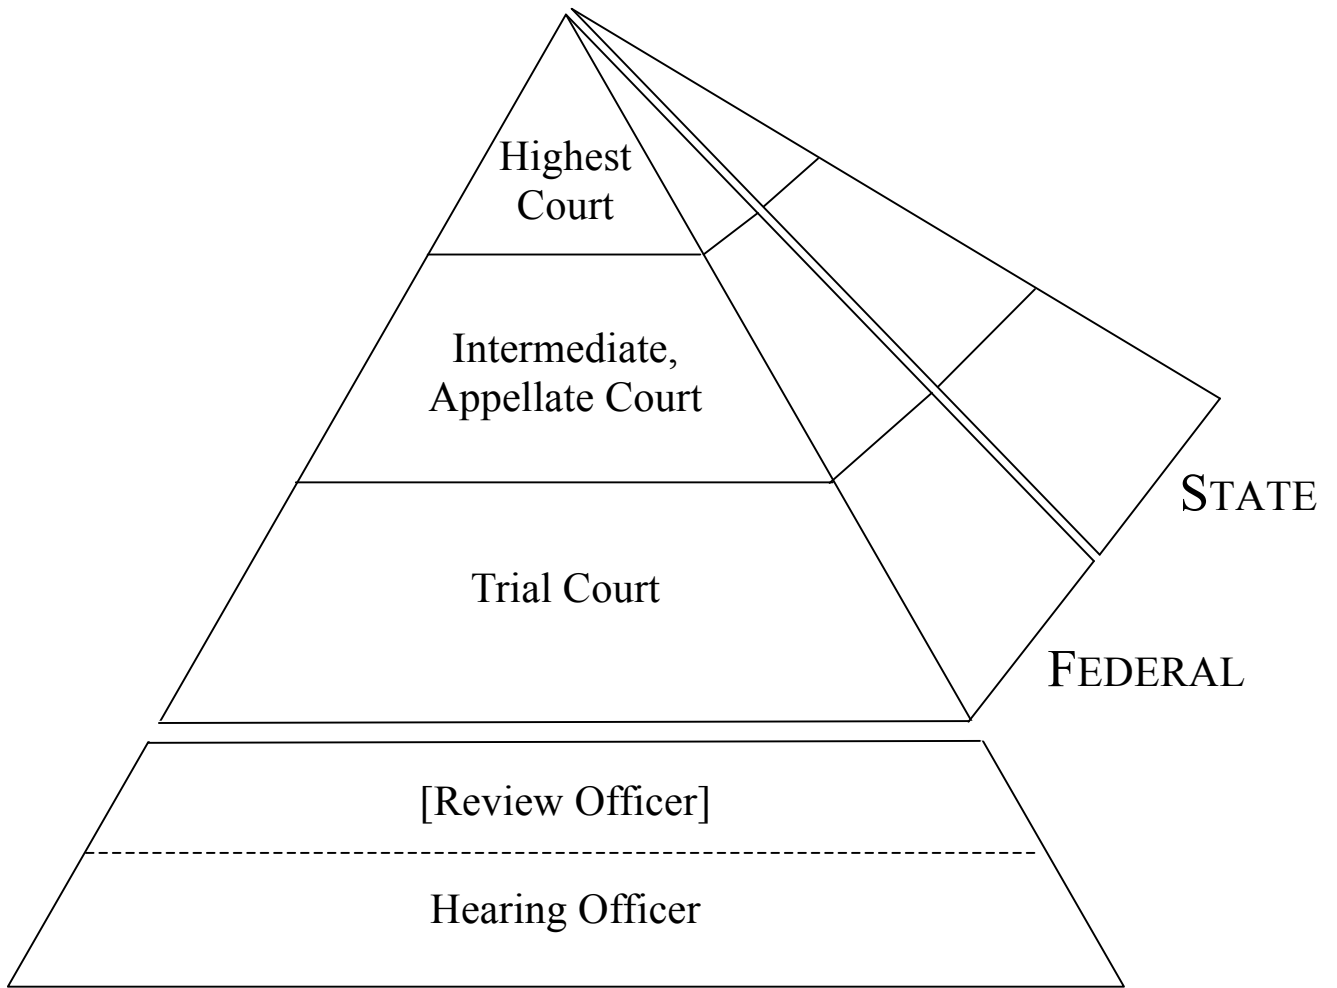 Highest
Court
Intermediate,
Appellate Court
STATE
Trial Court
FEDERAL
[Review Officer]
Hearing Officer